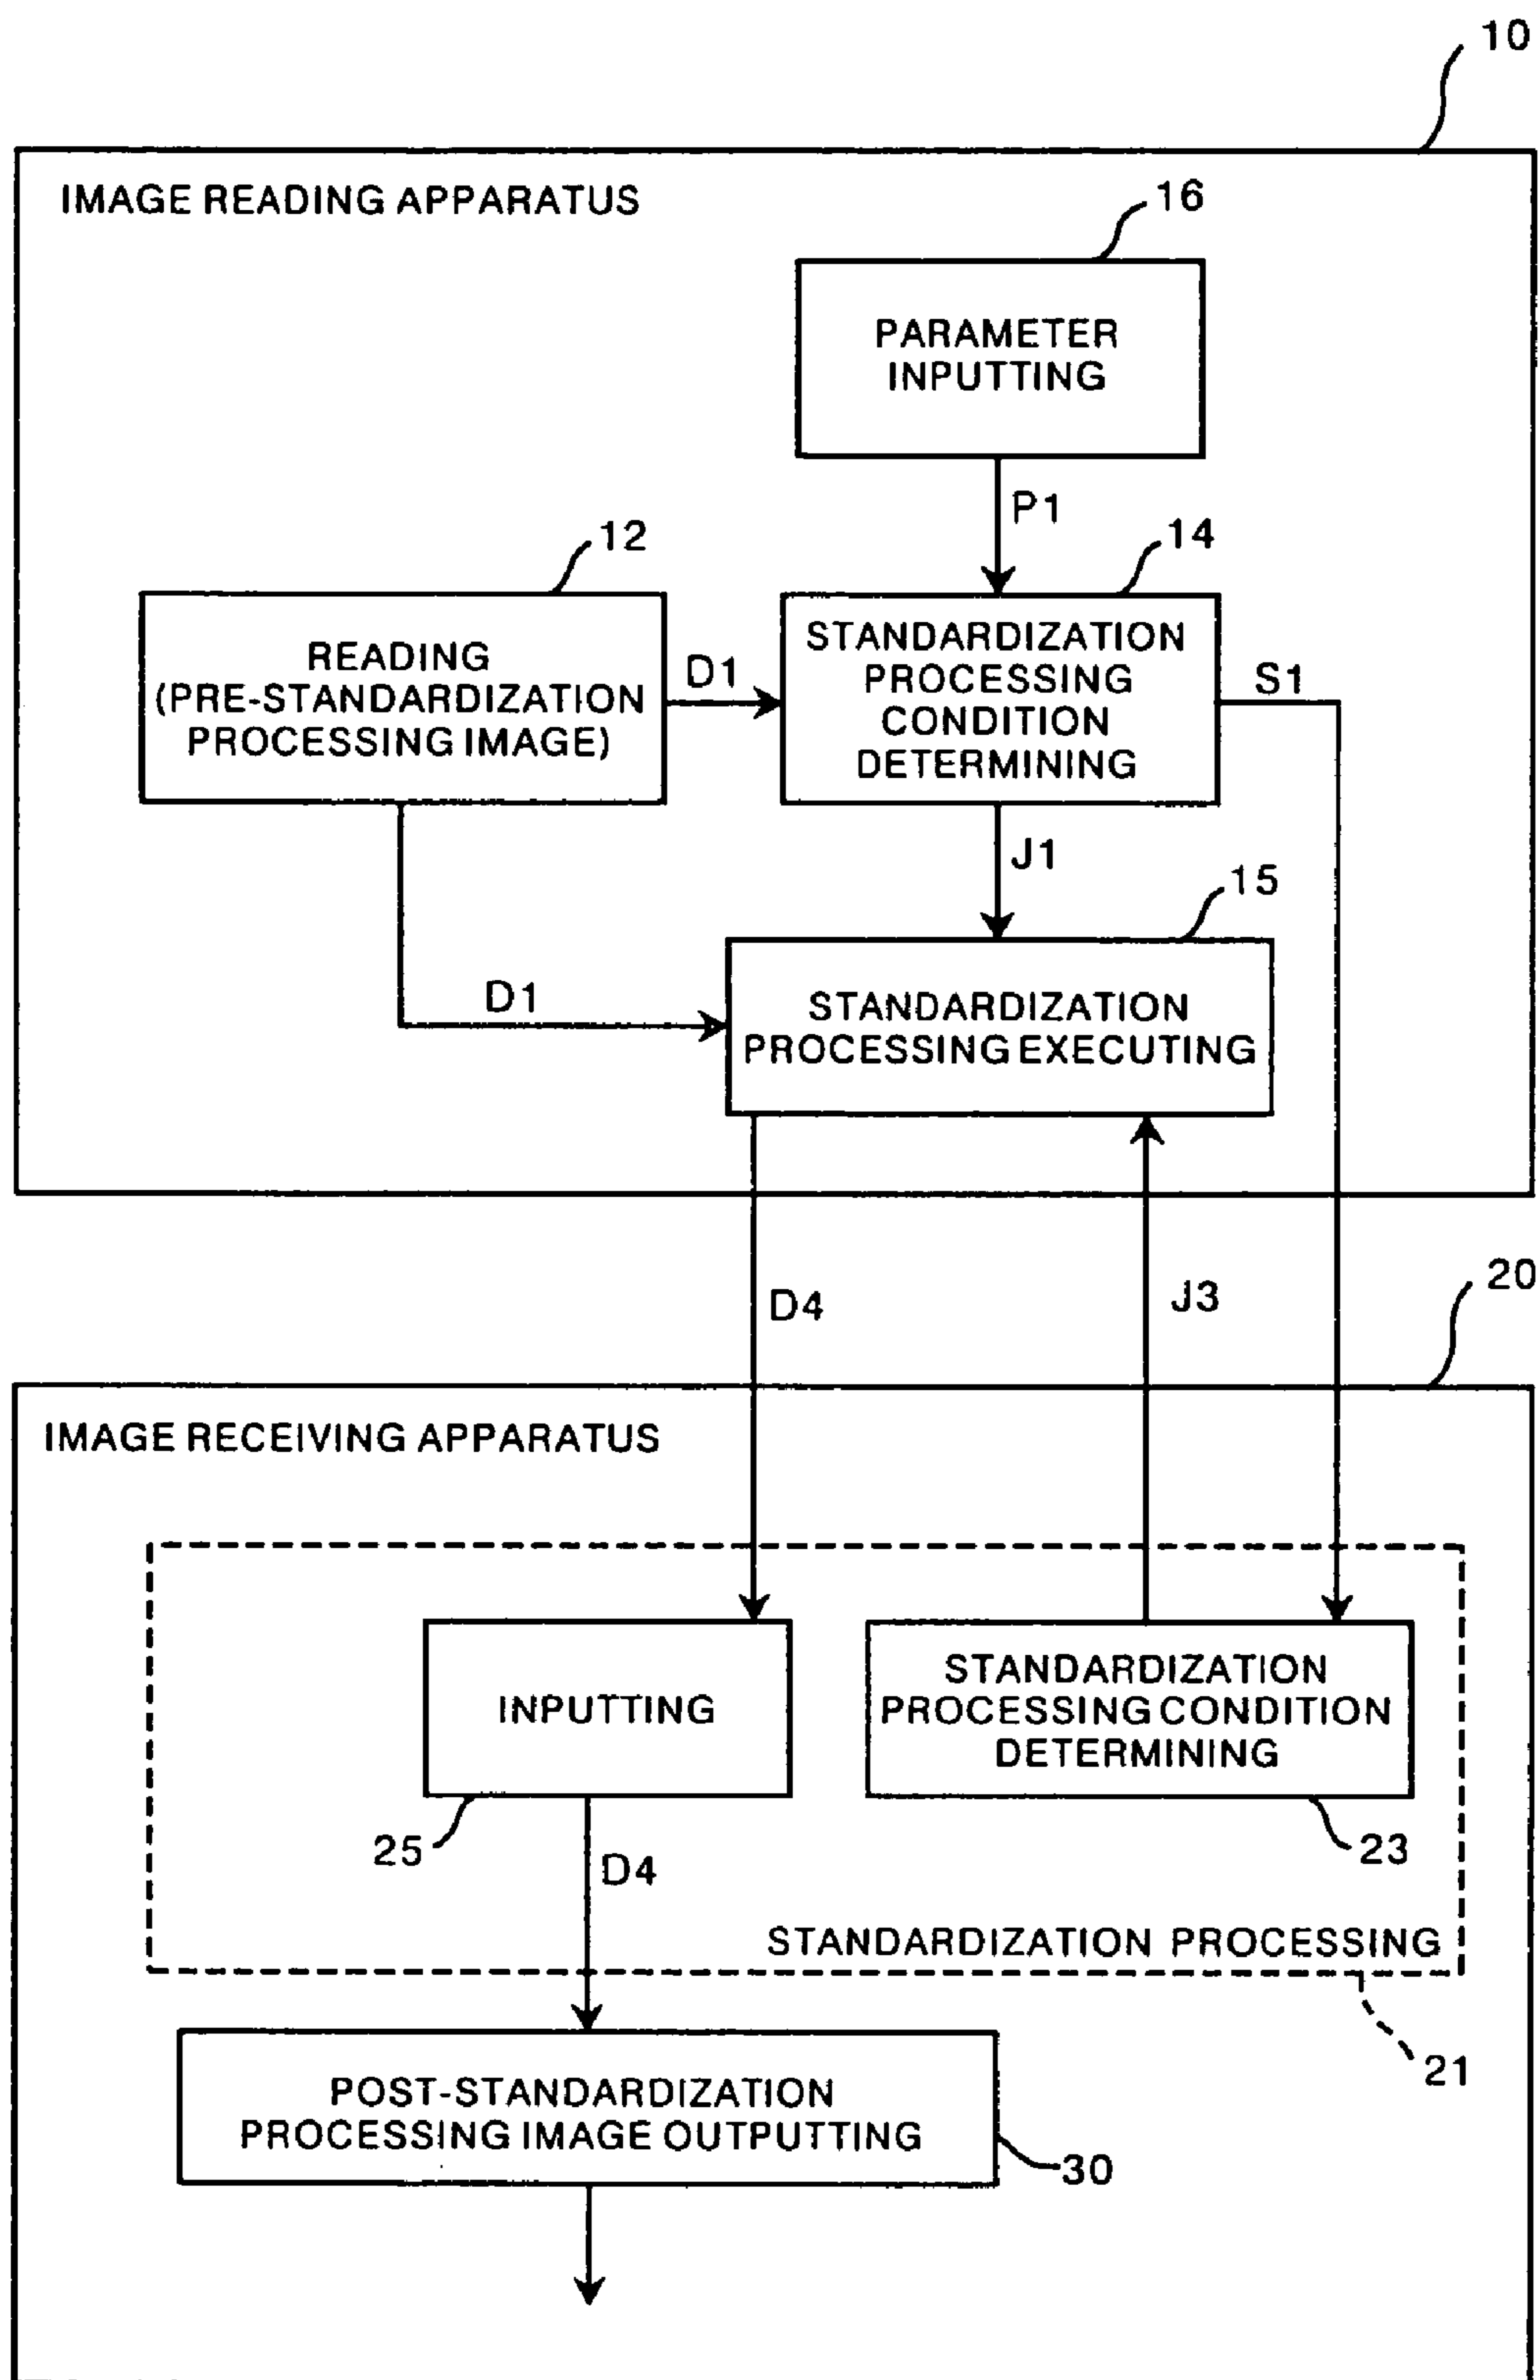 10
IMAGE READING APPARATUS
16
PARAMETER
INPUTTING
P1
12
14
READING
(PRE-STANDARDIZATION
PROCESSING IMAGE)
D1
STANDARDIZATION
PROCESSING
CONDITION
DETERMINING
S1
J1
15
D1
STANDARDIZATION
PROCESSING EXECUTING
D4
J3
20
IMAGE RECEIVING APPARATUS
INPUTTING
STANDARDIZATION
PROCESSING CONDITION
DETERMINING
25
23
D4
STANDARDIZATION PROCESSING
21
POST-STANDARDIZATION
PROCESSING IMAGE OUTPUTTING
30